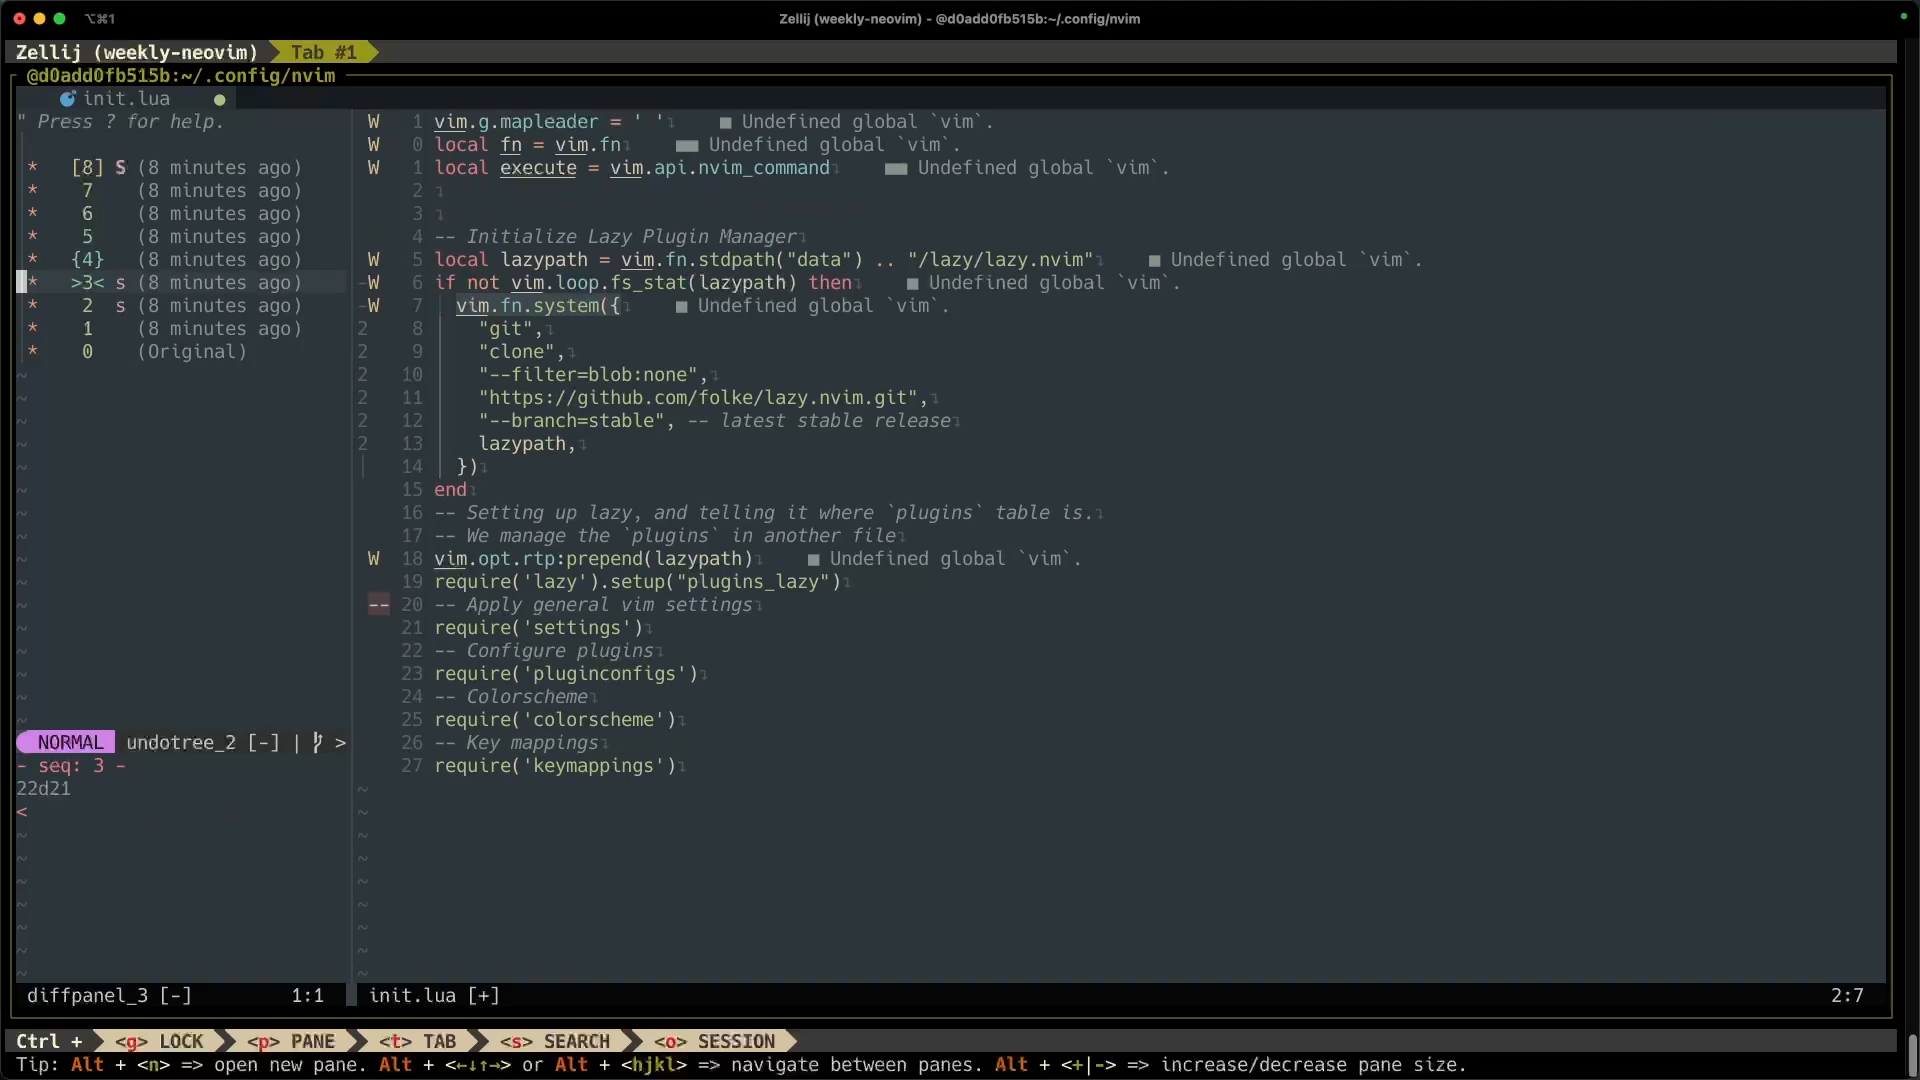 ⌥⌘1 Zellij (weekly-neovim) - @d0add0fb515b:~/.config/nvim
Zellij (weekly-neovim) Tab #1
@d0add0fb515b:~/.config/nvim
init.lua ●
" Press ? for help.
* [8] S (8 minutes ago)
* 7 (8 minutes ago)
* 6 (8 minutes ago)
* 5 (8 minutes ago)
* {4} (8 minutes ago)
* >3< s (8 minutes ago)
* 2 s (8 minutes ago)
* 1 (8 minutes ago)
* 0 (Original)
NORMAL undotree_2 [-] | >
- seq: 3 -
22d21
<
diffpanel_3 [-] 1:1
W 1 vim.g.mapleader = ' ' ■ Undefined global `vim`.
W 0 local fn = vim.fn ■■ Undefined global `vim`.
W 1 local execute = vim.api.nvim_command ■■ Undefined global `vim`.
2
3
4 -- Initialize Lazy Plugin Manager
W 5 local lazypath = vim.fn.stdpath("data") .. "/lazy/lazy.nvim" ■ Undefined global `vim`.
-W 6 if not vim.loop.fs_stat(lazypath) then ■ Undefined global `vim`.
-W 7 vim.fn.system({ ■ Undefined global `vim`.
2 8 "git",
2 9 "clone",
2 10 "--filter=blob:none",
2 11 "https://github.com/folke/lazy.nvim.git",
2 12 "--branch=stable", -- latest stable release
2 13 lazypath,
│ 14 })
15 end
16 -- Setting up lazy, and telling it where `plugins` table is.
17 -- We manage the `plugins` in another file
W 18 vim.opt.rtp:prepend(lazypath) ■ Undefined global `vim`.
19 require('lazy').setup("plugins_lazy")
-- 20 -- Apply general vim settings
21 require('settings')
22 -- Configure plugins
23 require('pluginconfigs')
24 -- Colorscheme
25 require('colorscheme')
26 -- Key mappings
27 require('keymappings')
init.lua [+] 2:7
Ctrl + <g> LOCK <p> PANE <t> TAB <s> SEARCH <o> SESSION
Tip: Alt + <n> => open new pane. Alt + <←↓↑→> or Alt + <hjkl> => navigate between panes. Alt + <+|-> => increase/decrease pane size.